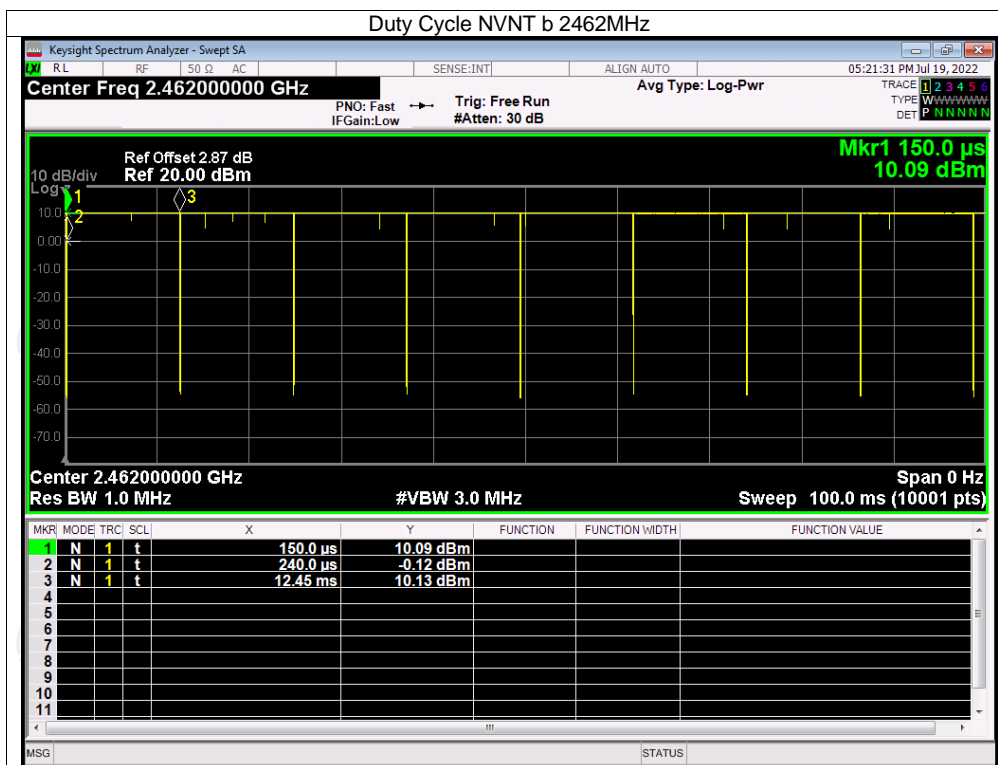 Duty Cycle NVNT b 2462MHz
Keysight Spectrum Analyzer - Swept SA
LXI RL RF 50 Ω AC SENSE:INT ALIGN AUTO 05:21:31 PM Jul 19, 2022
Center Freq 2.462000000 GHz
PNO: Fast
IFGain:Low
Trig: Free Run
#Atten: 30 dB
Avg Type: Log-Pwr
TRACE 1 2 3 4 5 6
TYPE WWWWWW
DET P N N N N N
10 dB/div
Log
Ref Offset 2.87 dB
Ref 20.00 dBm
Mkr1 150.0 µs
10.09 dBm
1
2
3
10.0
0.00
-10.0
-20.0
-30.0
-40.0
-50.0
-60.0
-70.0
Center 2.462000000 GHz Span 0 Hz
Res BW 1.0 MHz #VBW 3.0 MHz Sweep 100.0 ms (10001 pts)
MKR MODE TRC SCL X Y FUNCTION FUNCTION WIDTH FUNCTION VALUE
1 N 1 t 150.0 µs 10.09 dBm
2 N 1 t 240.0 µs -0.12 dBm
3 N 1 t 12.45 ms 10.13 dBm
4
5
6
7
8
9
10
11
MSG STATUS